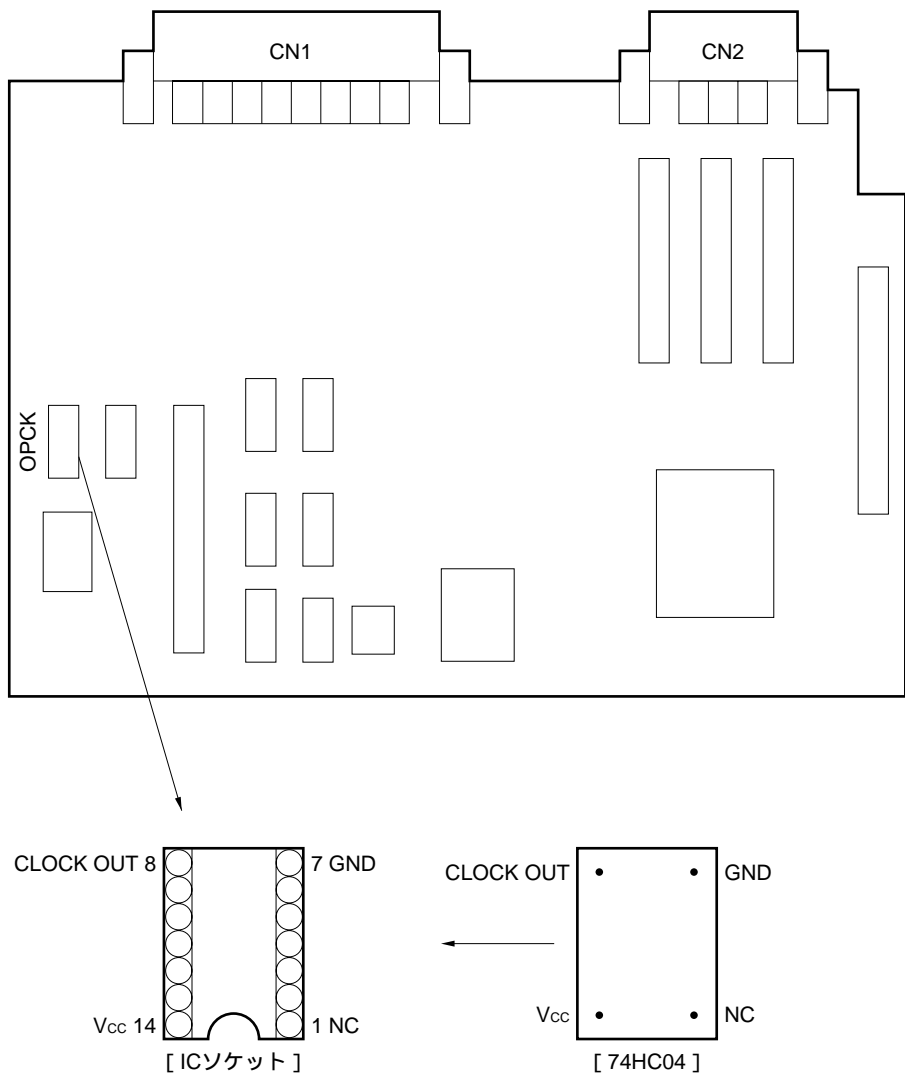 CN1
CN2
OPCK
CLOCK OUT 8
7 GND
Vcc 14
1 NC
[ ICソケット ]
CLOCK OUT
GND
Vcc
NC
[ 74HC04 ]